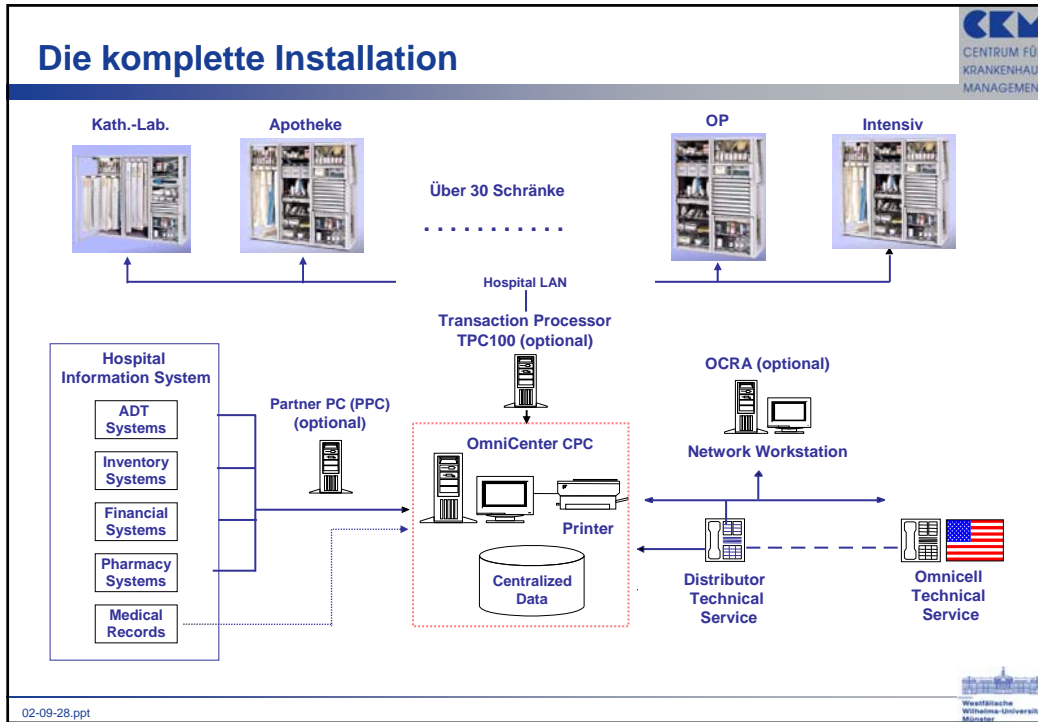 Die komplette Installation
CKM
CENTRUM FÜ
KRANKENHAU
MANAGEMEN
Kath.-Lab.
Apotheke
OP
Intensiv
Über 30 Schränke
...........
Hospital LAN
Transaction Processor
TPC100 (optional)
Hospital
Information System
ADT
Systems
Inventory
Systems
Financial
Systems
Pharmacy
Systems
Medical
Records
Partner PC (PPC)
(optional)
OmniCenter CPC
Printer
Centralized
Data
OCRA (optional)
Network Workstation
Distributor
Technical
Service
Omnicell
Technical
Service
02-09-28.ppt
Westfälische
Wilhelms-Universitä
Münster